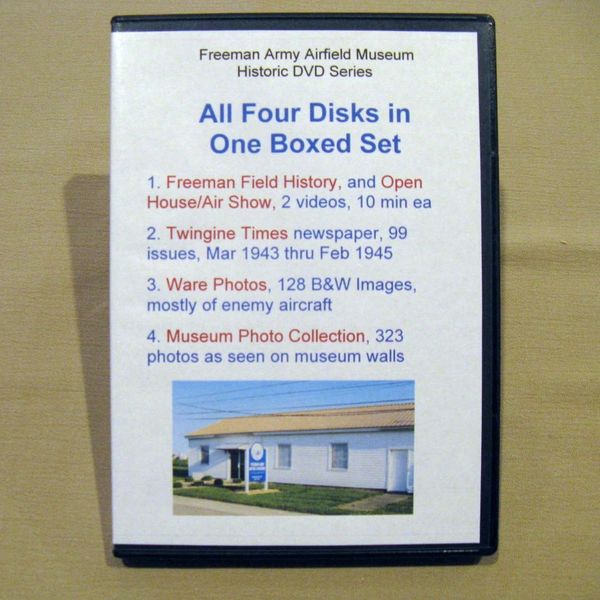 Freeman Army Airfield Museum
Historic DVD Series
All Four Disks in
One Boxed Set
1. Freeman Field History, and Open
House/Air Show, 2 videos, 10 min ea
2. Twingine Times newspaper, 99
issues, Mar 1943 thru Feb 1945
3. Ware Photos, 128 B&W Images,
mostly of enemy aircraft
4. Museum Photo Collection, 323
photos as seen on museum walls